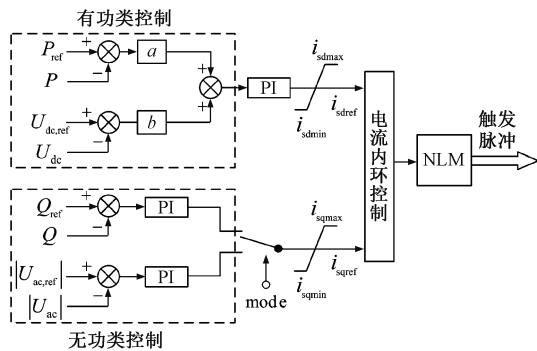 有功类控制
P_ref + − P
a
U_dc,ref + − U_dc
b
+ +
PI
i_sdmax
i_sdmin
i_sdref
电流内环控制
NLM
触发脉冲
Q_ref + − Q
PI
|U_ac,ref| + − |U_ac|
PI
mode
i_sqmax
i_sqmin
i_sqref
无功类控制